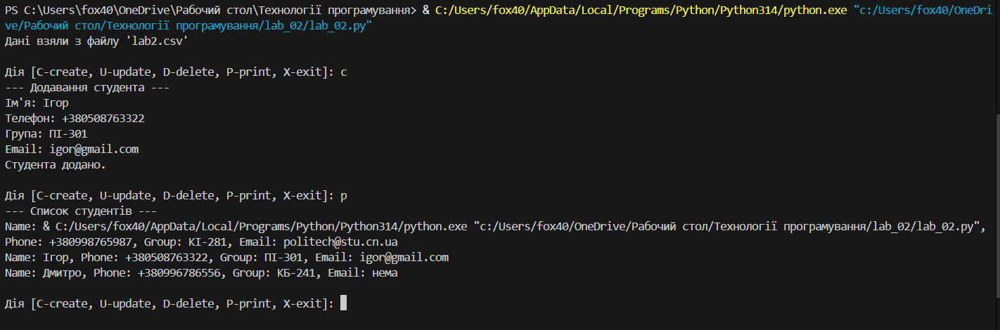 PS C:\Users\fox40\OneDrive\Рабочий стол\Технології програмування> & C:/Users/fox40/AppData/Local/Programs/Python/Python314/python.exe "c:/Users/fox40/OneDri
ve/Рабочий стол/Технології програмування/lab_02/lab_02.py"
Дані взяли з файлу 'lab2.csv'
Дія [C-create, U-update, D-delete, P-print, X-exit]: c
--- Додавання студента ---
Ім'я: Ігор
Телефон: +380508763322
Група: ПІ-301
Email: igor@gmail.com
Студента додано.
Дія [C-create, U-update, D-delete, P-print, X-exit]: p
--- Список студентів ---
Name: & C:/Users/fox40/AppData/Local/Programs/Python/Python314/python.exe "c:/Users/fox40/OneDrive/Рабочий стол/Технології програмування/lab_02/lab_02.py",
Phone: +380998765987, Group: КІ-281, Email: politech@stu.cn.ua
Name: Ігор, Phone: +380508763322, Group: ПІ-301, Email: igor@gmail.com
Name: Дмитро, Phone: +380996786556, Group: КБ-241, Email: нема
Дія [C-create, U-update, D-delete, P-print, X-exit]: